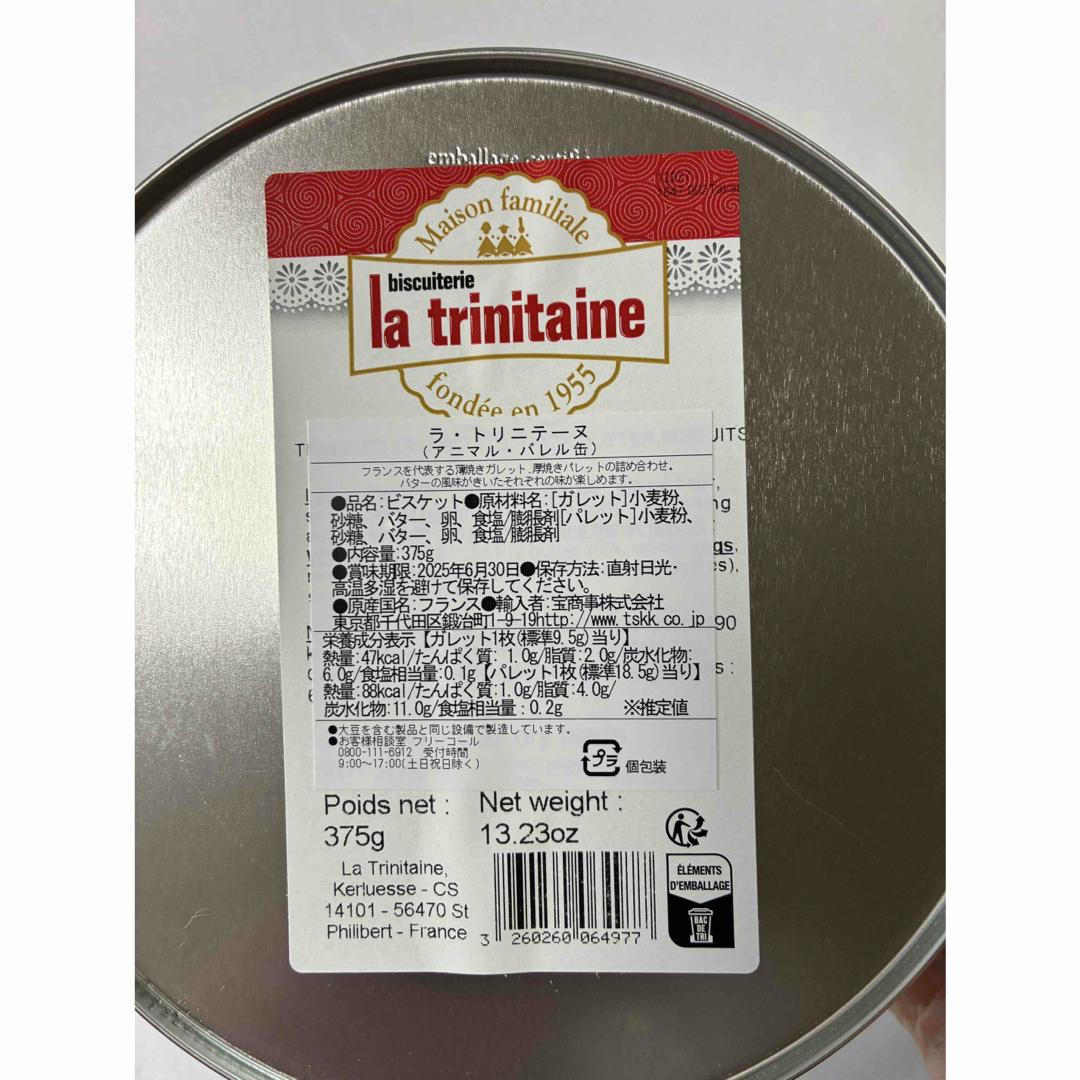 emballage certifié
Maison familiale
biscuiterie
la trinitaine
fondée en 1955
UITS
ラ・トリニテーヌ
(アニマル・バレル缶)
フランスを代表する薄焼きガレット、厚焼きパレットの詰め合わせ。
バターの風味がきいたそれぞれの味が楽しめます。
●品名:ビスケット●原材料名:[ガレット]小麦粉、
砂糖、バター、卵、食塩/膨脹剤[パレット]小麦粉、
砂糖、バター、卵、食塩/膨脹剤
●内容量:375g
●賞味期限:2025年6月30日●保存方法:直射日光・
高温多湿を避けて保存してください。
●原産国名:フランス●輸入者:宝商事株式会社
東京都千代田区鍛冶町1-9-19http://www.tskk.co.jp
90
栄養成分表示【ガレット1枚(標準9.5g)当り】
熱量:47kcal/たんぱく質:1.0g/脂質:2.0g/炭水化物:
6.0g/食塩相当量:0.1g【パレット1枚(標準18.5g)当り】
熱量:88kcal/たんぱく質:1.0g/脂質:4.0g/
炭水化物:11.0g/食塩相当量:0.2g ※推定値
●大豆を含む製品と同じ設備で製造しています。
●お客様相談室 フリーコール
0800-111-6912 受付時間
9:00～17:00(土日祝日除く)
プラ 個包装
Poids net : Net weight :
375g 13.23oz
La Trinitaine,
Kerluesse - CS
14101 - 56470 St
Philibert - France
3 260260 064977
ÉLÉMENTS
D'EMBALLAGE
BAC
DE
TRI